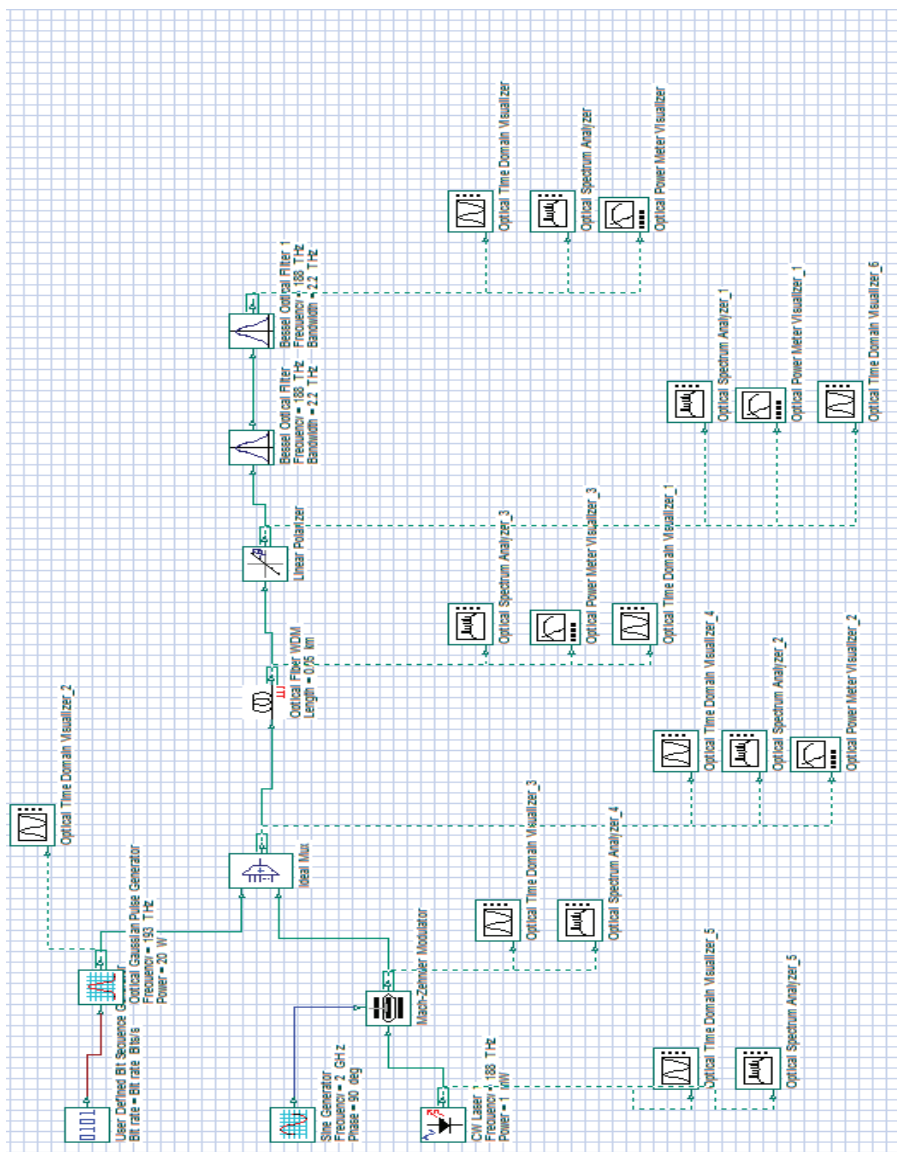 0101
User Defined Bit Sequence
Bit rate = Bit rate Bits/s
Optical Gaussian Pulse Generator
Frequency = 193 THz
Power = 20 W
Optical Time Domain Visualizer_2
Sine Generator
Frequency = 2 GHz
Phase = 90 deg
CW Laser
Frequency = 188 THz
Power = 1 mW
Mach-Zehnder Modulator
Optical Time Domain Visualizer_5
Optical Spectrum Analyzer_5
Optical Time Domain Visualizer_3
Optical Spectrum Analyzer_4
Ideal Mux
Optical Time Domain Visualizer_4
Optical Spectrum Analyzer_2
Optical Power Meter Visualizer_2
Optical Fiber WDM
Length = 0.15 km
Optical Spectrum Analyzer_3
Optical Power Meter Visualizer_3
Optical Time Domain Visualizer_1
Linear Polarizer
Optical Spectrum Analyzer_1
Optical Power Meter Visualizer_1
Optical Time Domain Visualizer_6
Bessel Optical Filter
Frequency = 188 THz
Bandwidth = 2.2 THz
Bessel Optical Filter 1
Frequency = 188 THz
Bandwidth = 2.2 THz
Optical Time Domain Visualizer
Optical Spectrum Analyzer
Optical Power Meter Visualizer